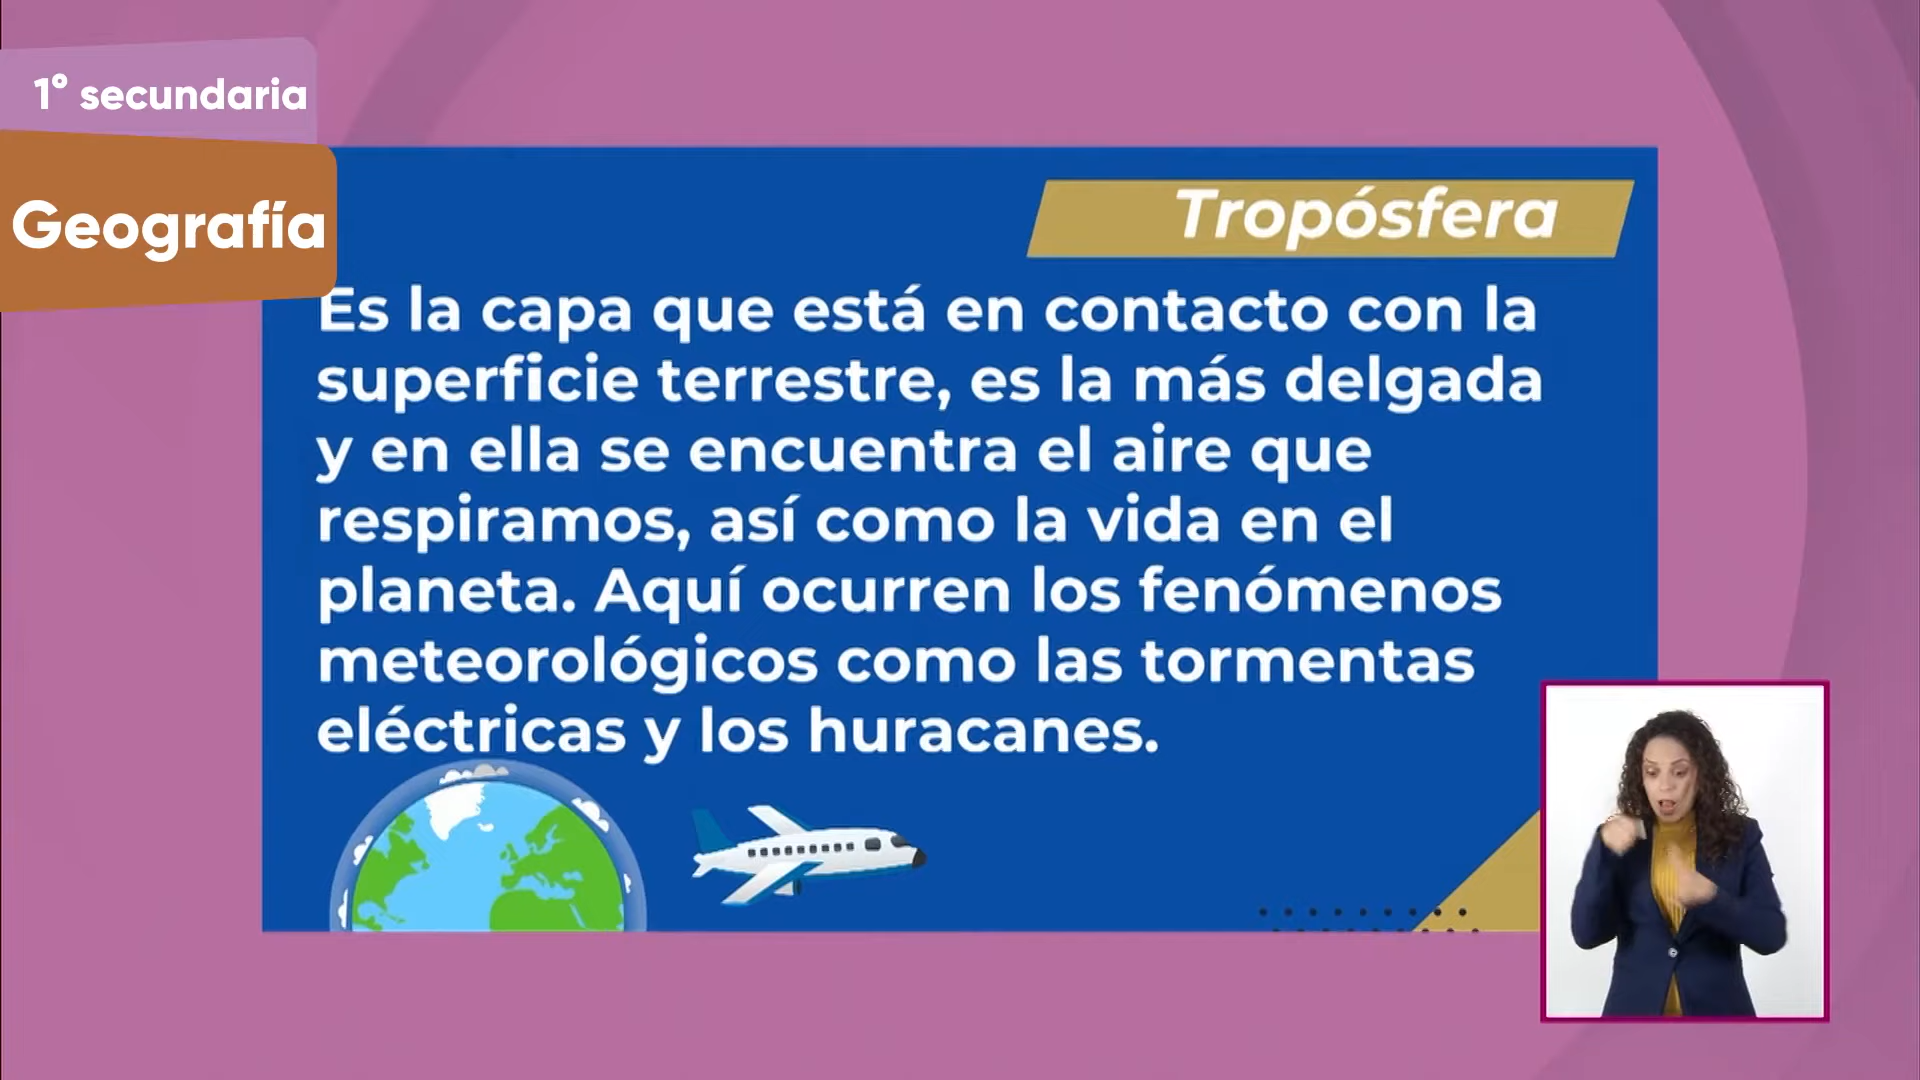 1° secundaria
Geografía
Tropósfera
Es la capa que está en contacto con la
superficie terrestre, es la más delgada
y en ella se encuentra el aire que
respiramos, así como la vida en el
planeta. Aquí ocurren los fenómenos
meteorológicos como las tormentas
eléctricas y los huracanes.